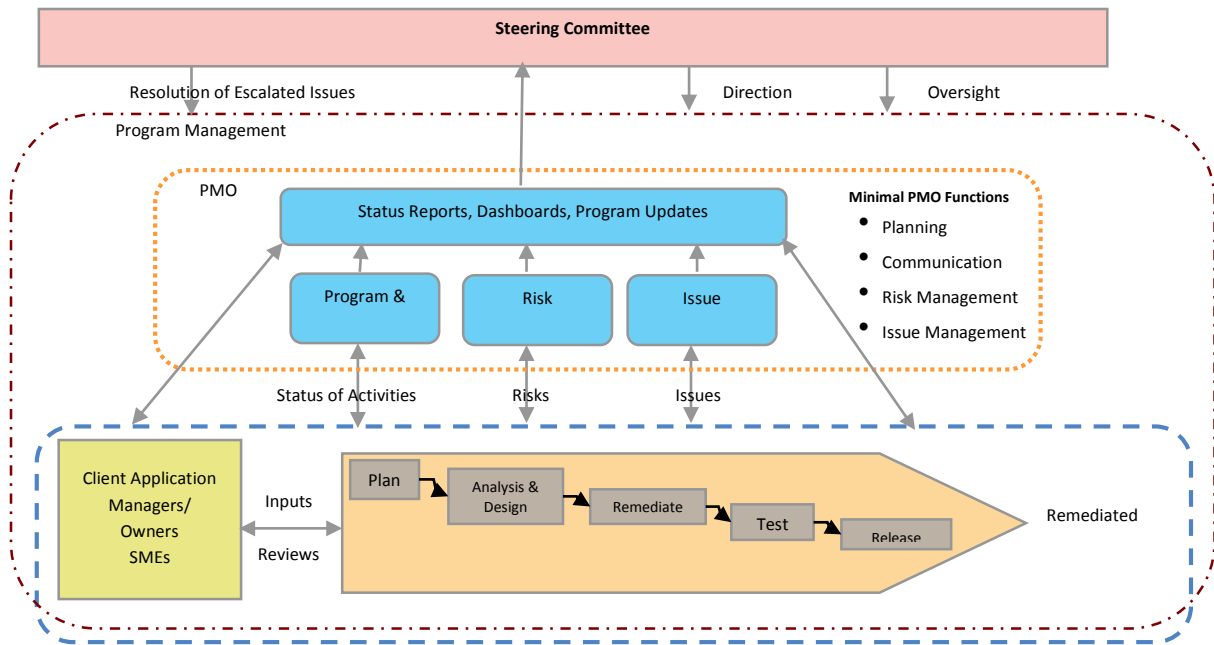 Steering Committee
Resolution of Escalated Issues
Direction
Oversight
Program Management
PMO
Status Reports, Dashboards, Program Updates
Minimal PMO Functions
• Planning
• Communication
• Risk Management
• Issue Management
Program &
Risk
Issue
Status of Activities
Risks
Issues
Client Application
Managers/
Owners
SMEs
Inputs
Reviews
Plan
Analysis &
Design
Remediate
Test
Release
Remediated